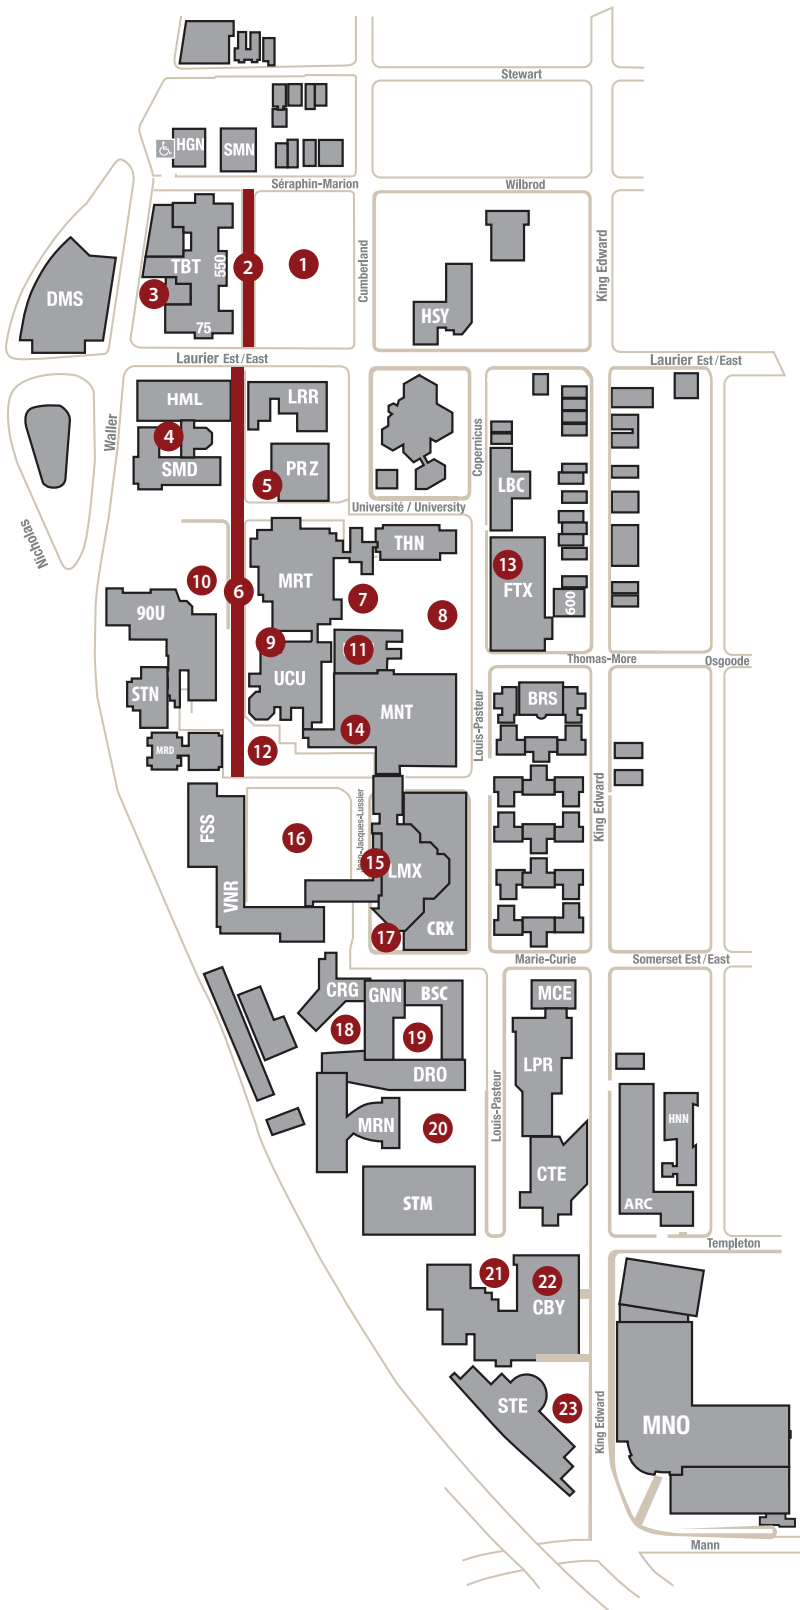 Stewart
HGN
SMN
Séraphin-Marion
Wilbrod
TBT
550
2
1
3
75
DMS
Cumberland
King Edward
HSY
Laurier Est/East
Laurier Est/East
Waller
HML
LRR
4
SMD
PRZ
5
Copernicus
LBC
Université / University
Nicholas
THN
MRT
10
6
7
8
13
FTX
600
90U
9
11
UCU
Thomas-More
Osgoode
STN
MNT
BRS
14
Louis-Pasteur
MRD
12
FSS
16
Jean-Jacques-Lussier
King Edward
15
LMX
VNR
CRX
17
Marie-Curie
Somerset Est/East
CRG
GNN
BSC
MCE
18
19
LPR
DRO
Louis-Pasteur
MRN
20
HNN
CTE
STM
ARC
Templeton
21
22
CBY
STE
23
King Edward
MNO
Mann